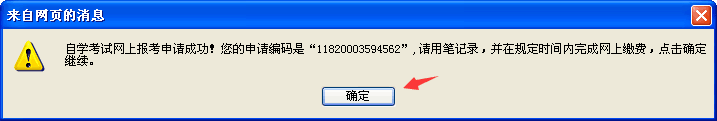 来自网页的消息
自学考试网上报考申请成功！您的申请编码是“11820003594562”，请用笔记录，并在规定时间内完成网上缴费，点击确定
继续。
确定